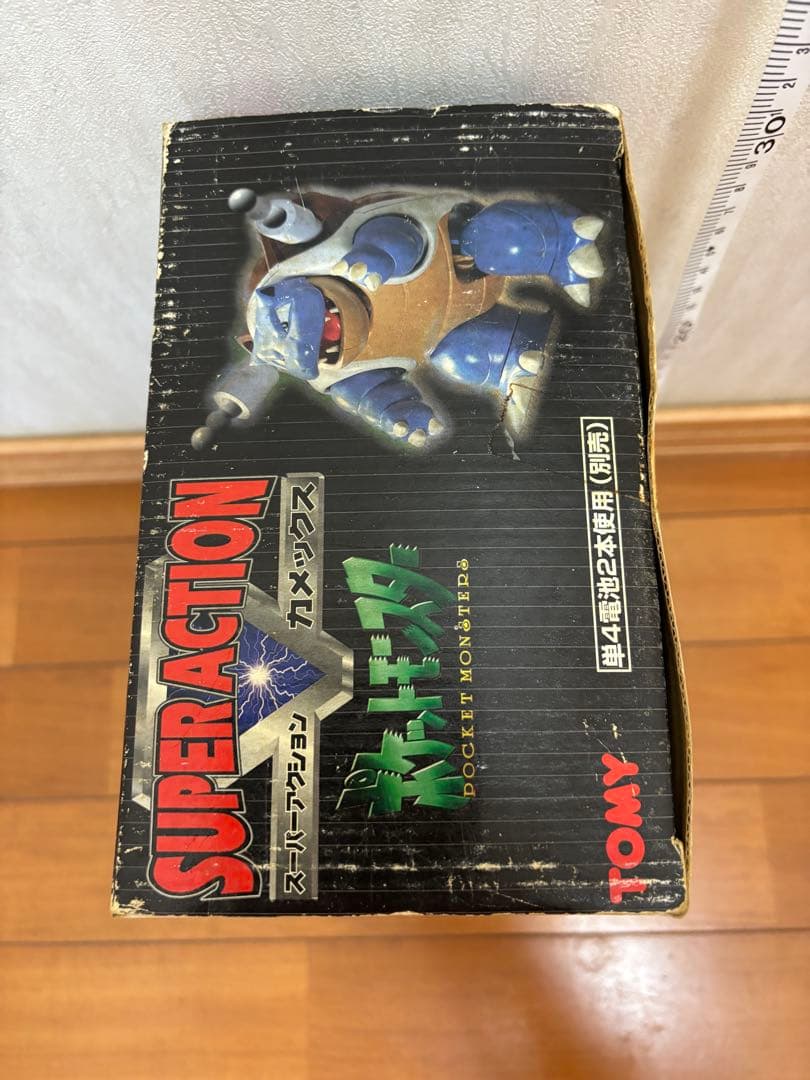 SUPER ACTION
スーパーアクション カメックス
ポケットモンスター
POCKET MONSTERS
単4電池2本使用(別売)
TOMY
30
20